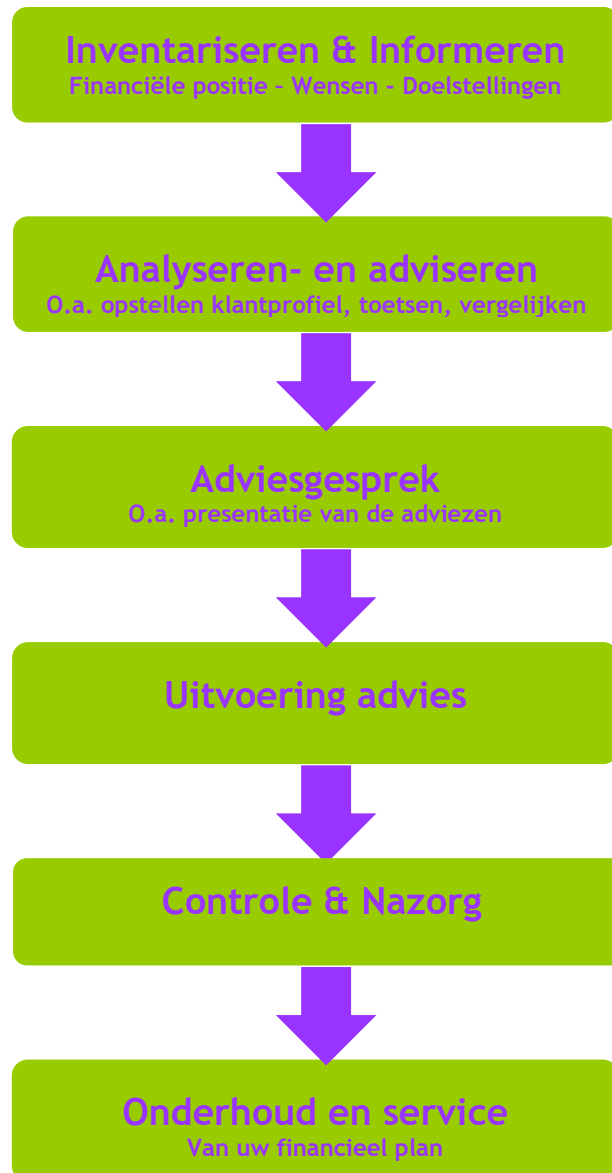 Inventariseren & Informeren
Financiële positie – Wensen - Doelstellingen
Analyseren- en adviseren
O.a. opstellen klantprofiel, toetsen, vergelijken
Adviesgesprek
O.a. presentatie van de adviezen
Uitvoering advies
Controle & Nazorg
Onderhoud en service
Van uw financieel plan